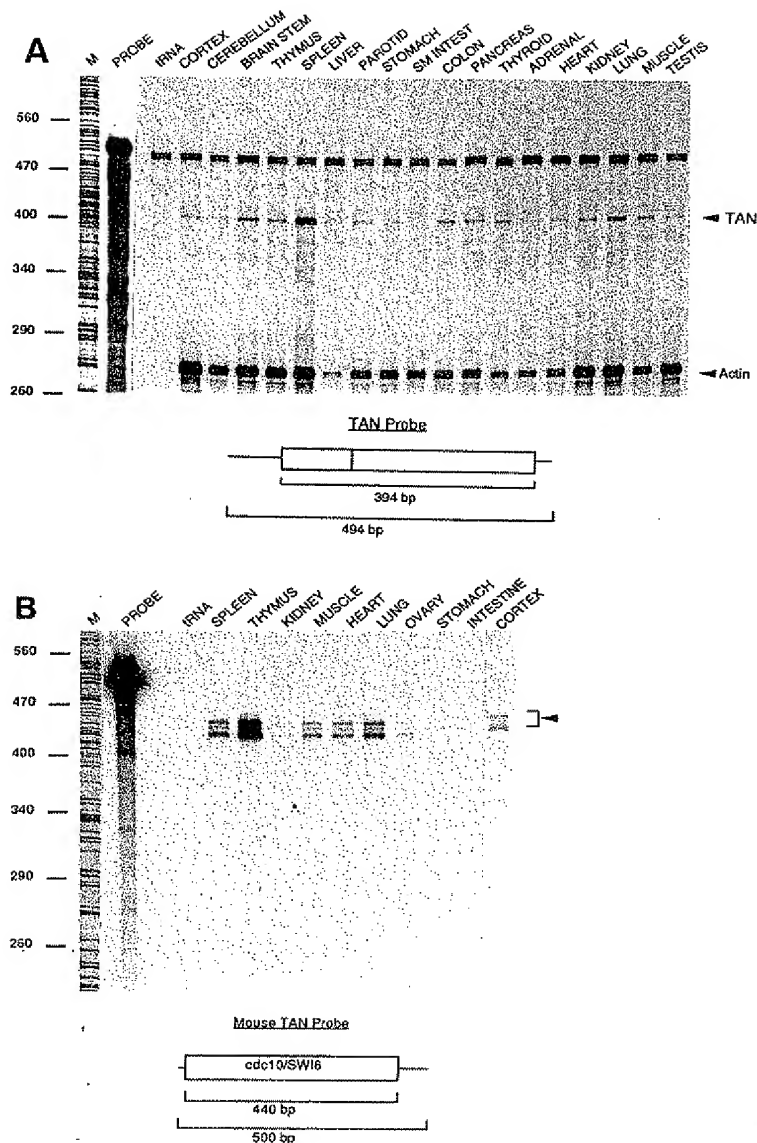 A
M PROBE tRNA CORTEX CEREBELLUM BRAIN STEM THYMUS SPLEEN LIVER PAROTID STOMACH SM INTEST COLON PANCREAS THYROID ADRENAL HEART KIDNEY LUNG MUSCLE TESTIS
560
470
400
TAN
340
290
Actin
260
TAN Probe
394 bp
494 bp
B
M PROBE tRNA SPLEEN THYMUS KIDNEY MUSCLE HEART LUNG OVARY STOMACH INTESTINE CORTEX
560
470
400
340
290
260
Mouse TAN Probe
cdc10/SWI6
440 bp
500 bp